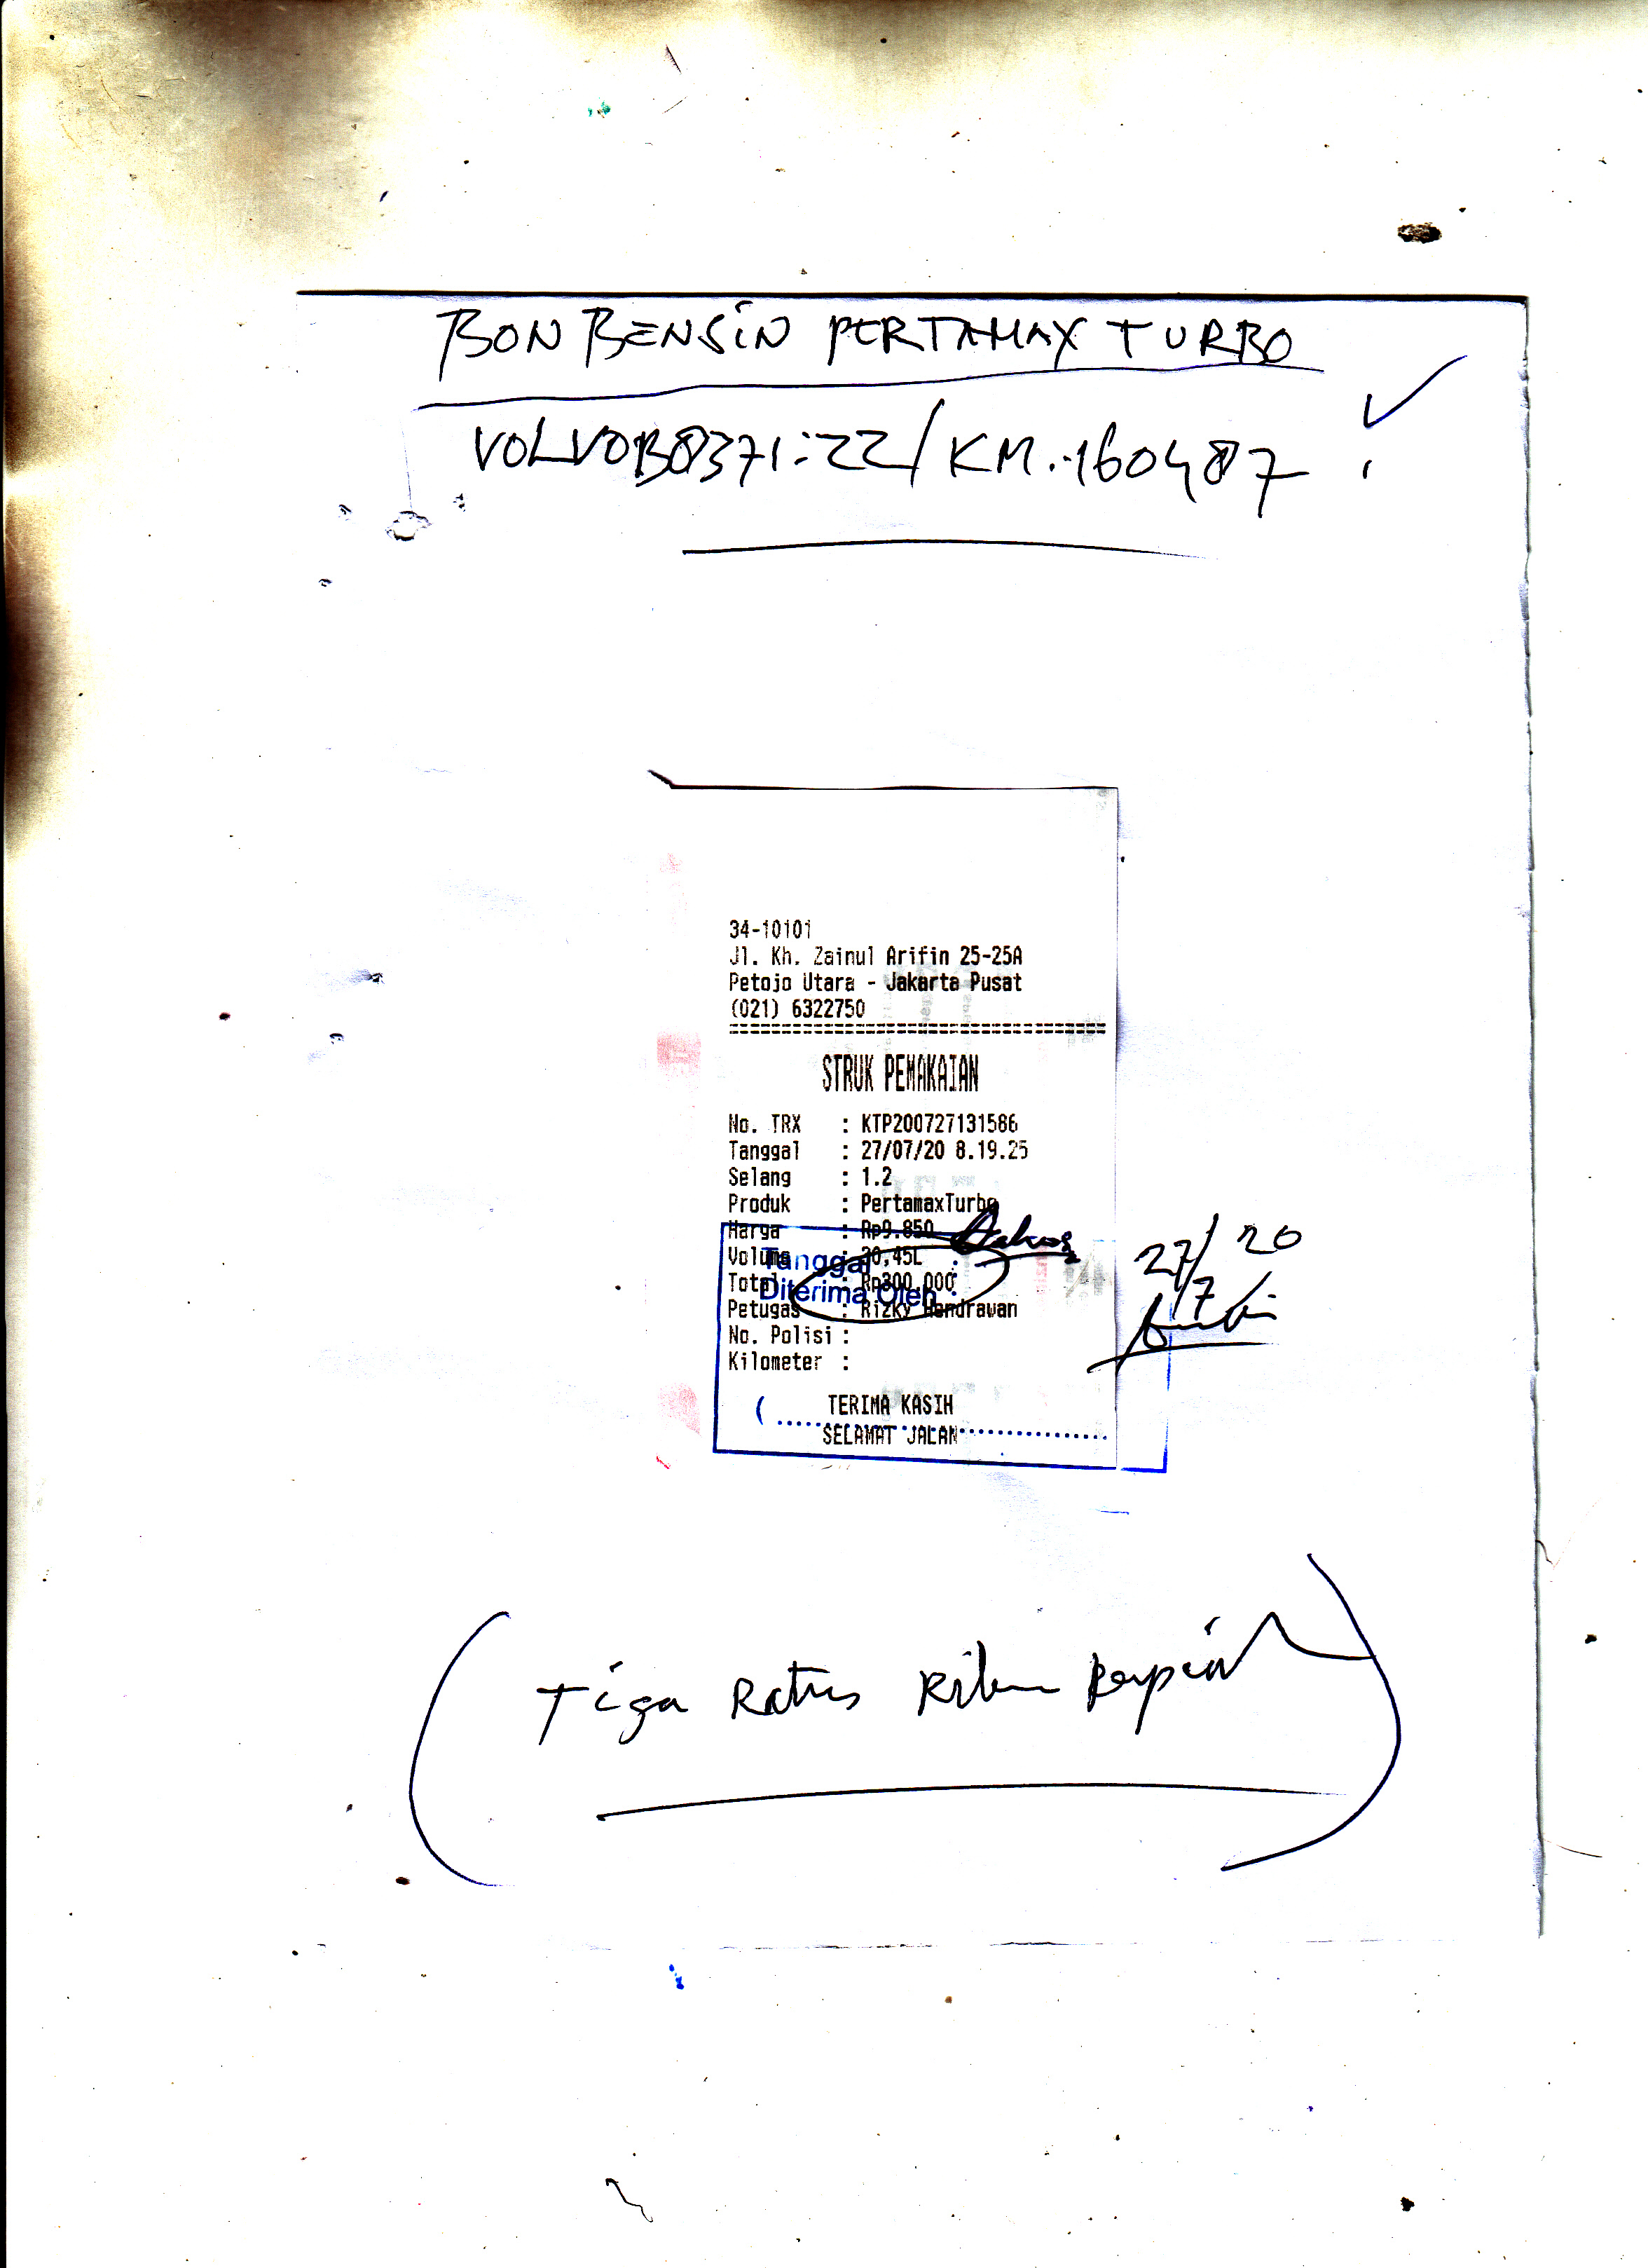 BON BENSIN PERTAMAX TURBO
VOLVO B 8371:ZZ / KM.160487
34-10101
Jl. Kh. Zainul Arifin 25-25A
Petojo Utara - Jakarta Pusat
(021) 6322750
====================================
STRUK PEMAKAIAN
No. TRX : KTP200727131586
Tanggal : 27/07/20 8.19.25
Selang : 1.2
Produk : PertamaxTurbo
Harga : Rp9.850
Volume : 30,45L
Total : Rp300.000
Petugas : Rizky Hendrawan
No. Polisi :
Kilometer :
TERIMA KASIH
SELAMAT JALAN
Tanggal :
Diterima Oleh :
27/7 20
(Tiga Ratus Ribu Rupiah)